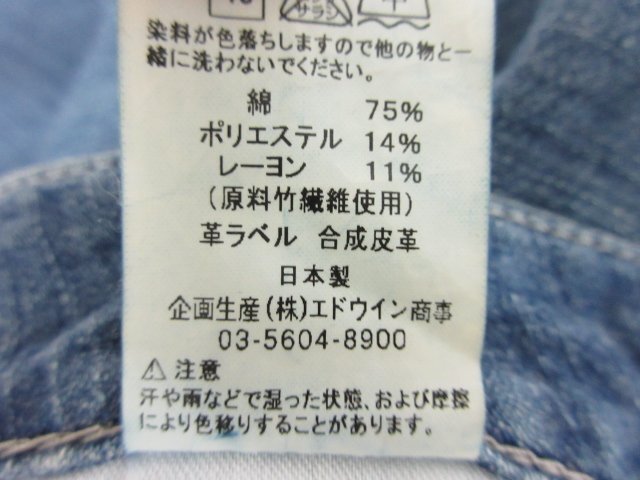 サラシ
染料が色落ちしますので他の物と一
緒に洗わないでください。
綿 75%
ポリエステル 14%
レーヨン 11%
(原料竹繊維使用)
革ラベル 合成皮革
日本製
企画生産(株)エドウイン商事
03-5604-8900
⚠ 注意
汗や雨などで湿った状態、および摩擦
により色移りすることがあります。